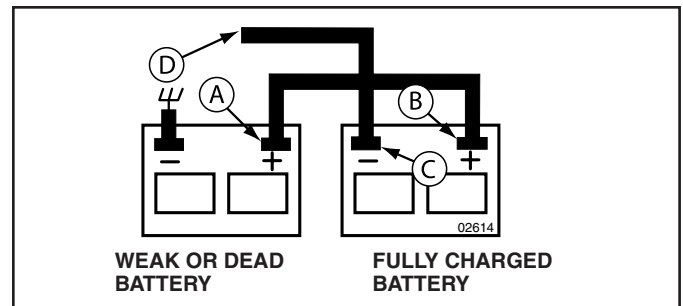 D
A
B
C
– + – +
02614
WEAK OR DEAD
BATTERY
FULLY CHARGED
BATTERY